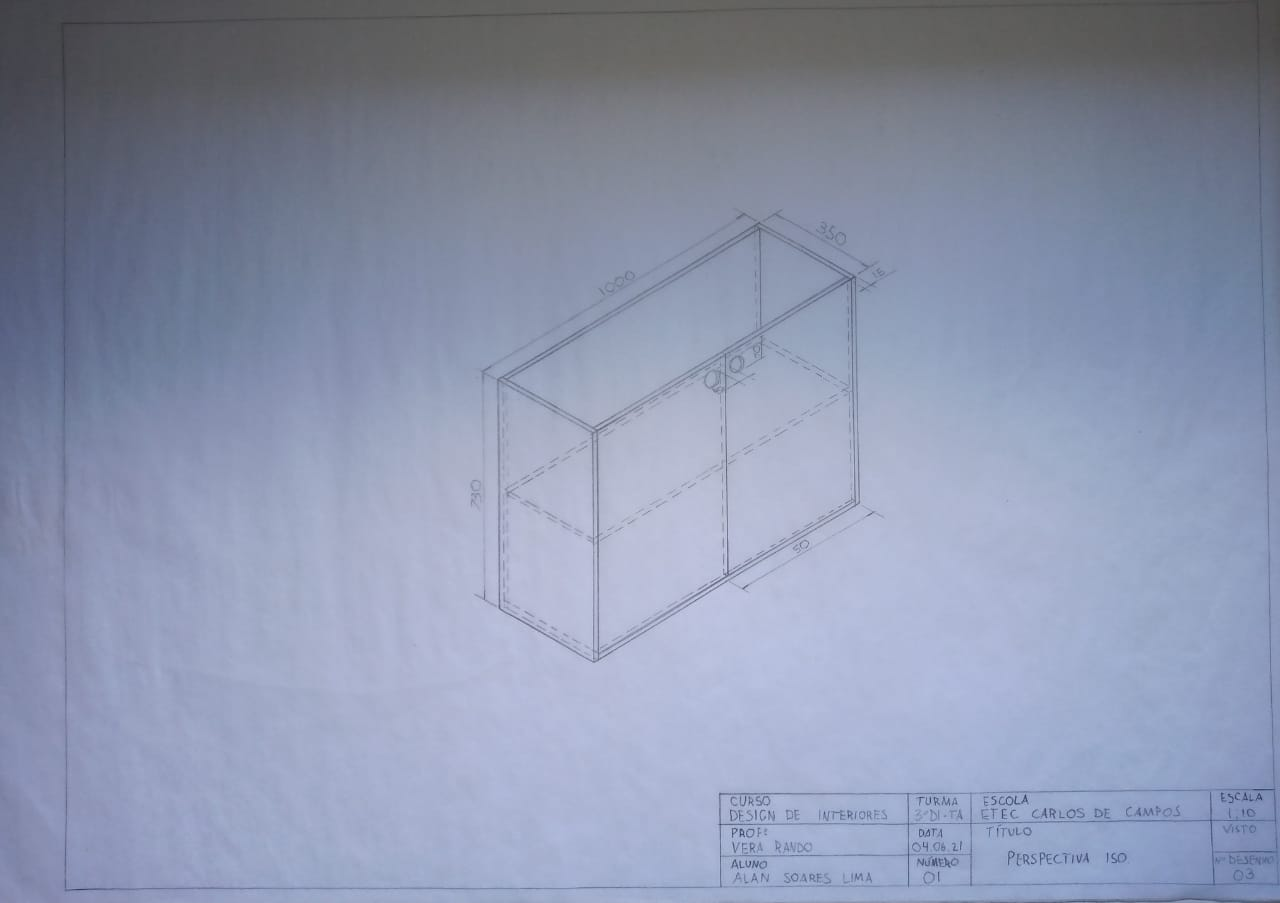 350
15
1000
730
50
CURSO
DESIGN DE INTERIORES
TURMA
3ºDI-TA
ESCOLA
ETEC CARLOS DE CAMPOS
ESCALA
1,10
PROFª
VERA RANDO
DATA
04.06.21
TÍTULO
PERSPECTIVA ISO
VISTO
ALUNO
ALAN SOARES LIMA
NÚMERO
01
Nº DESENHO
03